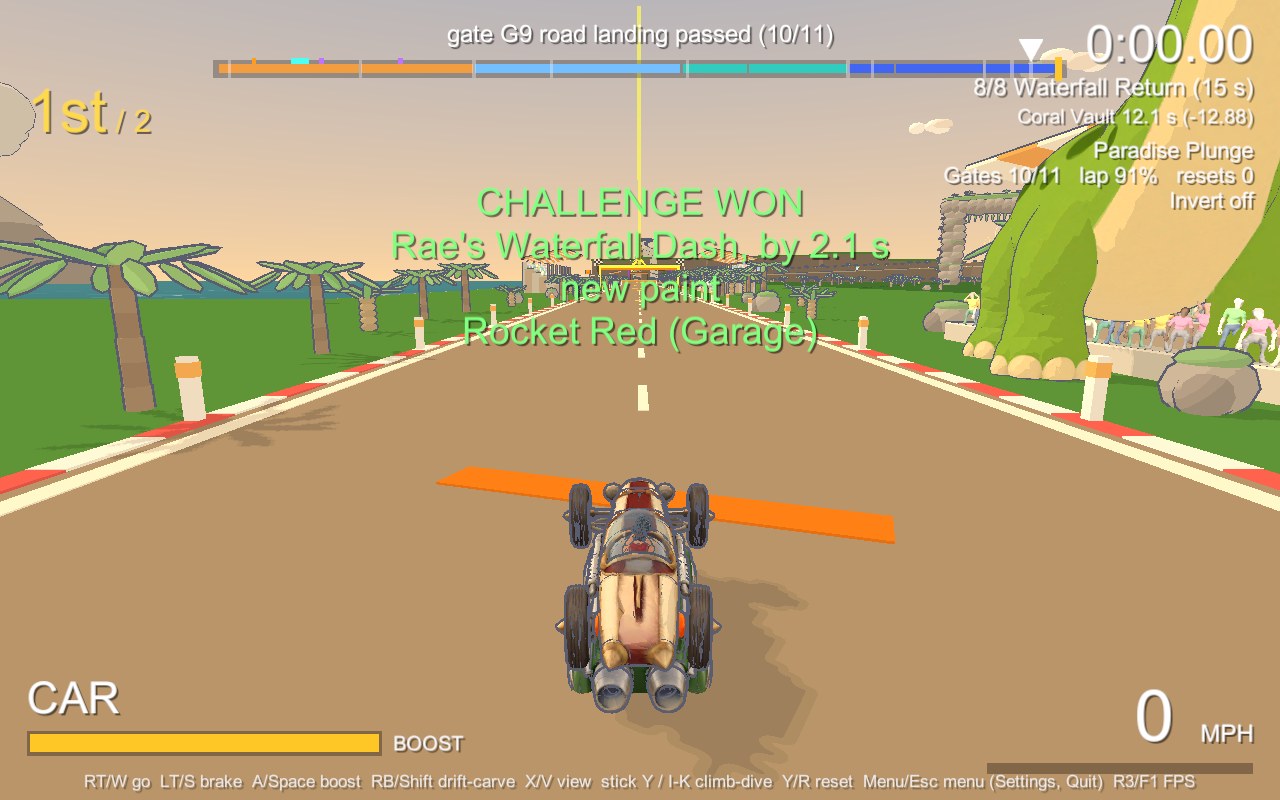 gate G9 road landing passed (10/11)
0:00.00
8/8 Waterfall Return (15 s)
1st / 2
Coral Vault 12.1 s (-12.88)
Paradise Plunge
Gates 10/11 lap 91% resets 0
Invert off
CHALLENGE WON
Rae's Waterfall Dash, by 2.1 s
new paint
Rocket Red (Garage)
CAR
BOOST
0 MPH
RT/W go LT/S brake A/Space boost RB/Shift drift-carve X/V view stick Y / I-K climb-dive Y/R reset Menu/Esc menu (Settings, Quit) R3/F1 FPS